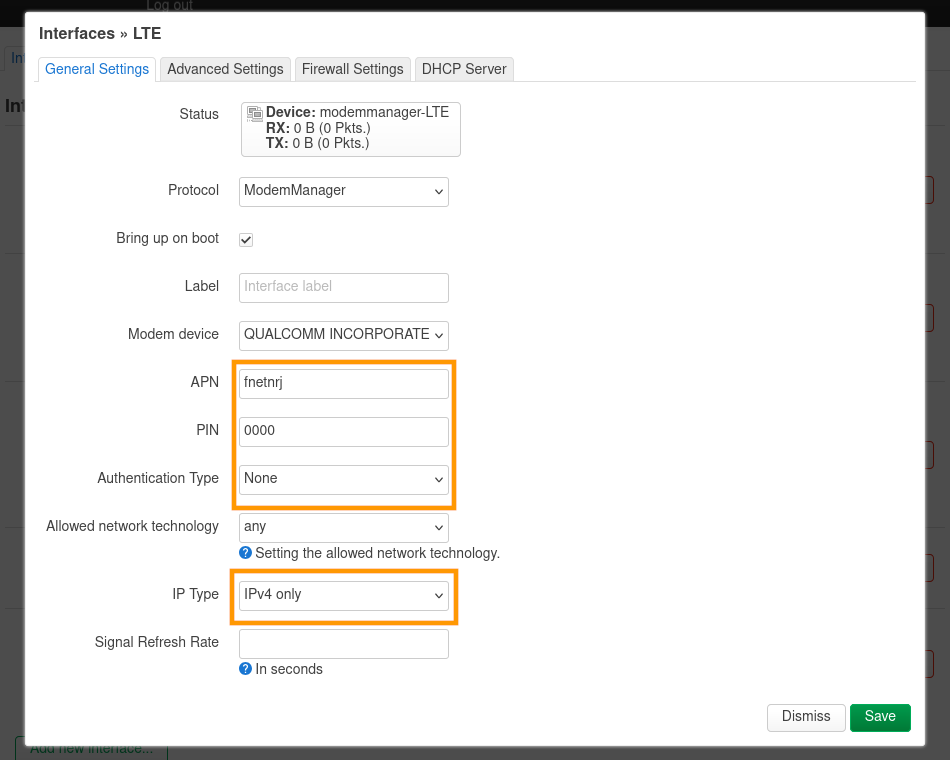 Log out
Interfaces » LTE
General Settings Advanced Settings Firewall Settings DHCP Server
Status
Device: modemmanager-LTE
RX: 0 B (0 Pkts.)
TX: 0 B (0 Pkts.)
Protocol ModemManager
Bring up on boot
Label Interface label
Modem device QUALCOMM INCORPORATE
APN fnetnrj
PIN 0000
Authentication Type None
Allowed network technology any
Setting the allowed network technology.
IP Type IPv4 only
Signal Refresh Rate
In seconds
Dismiss Save
Add new interface...